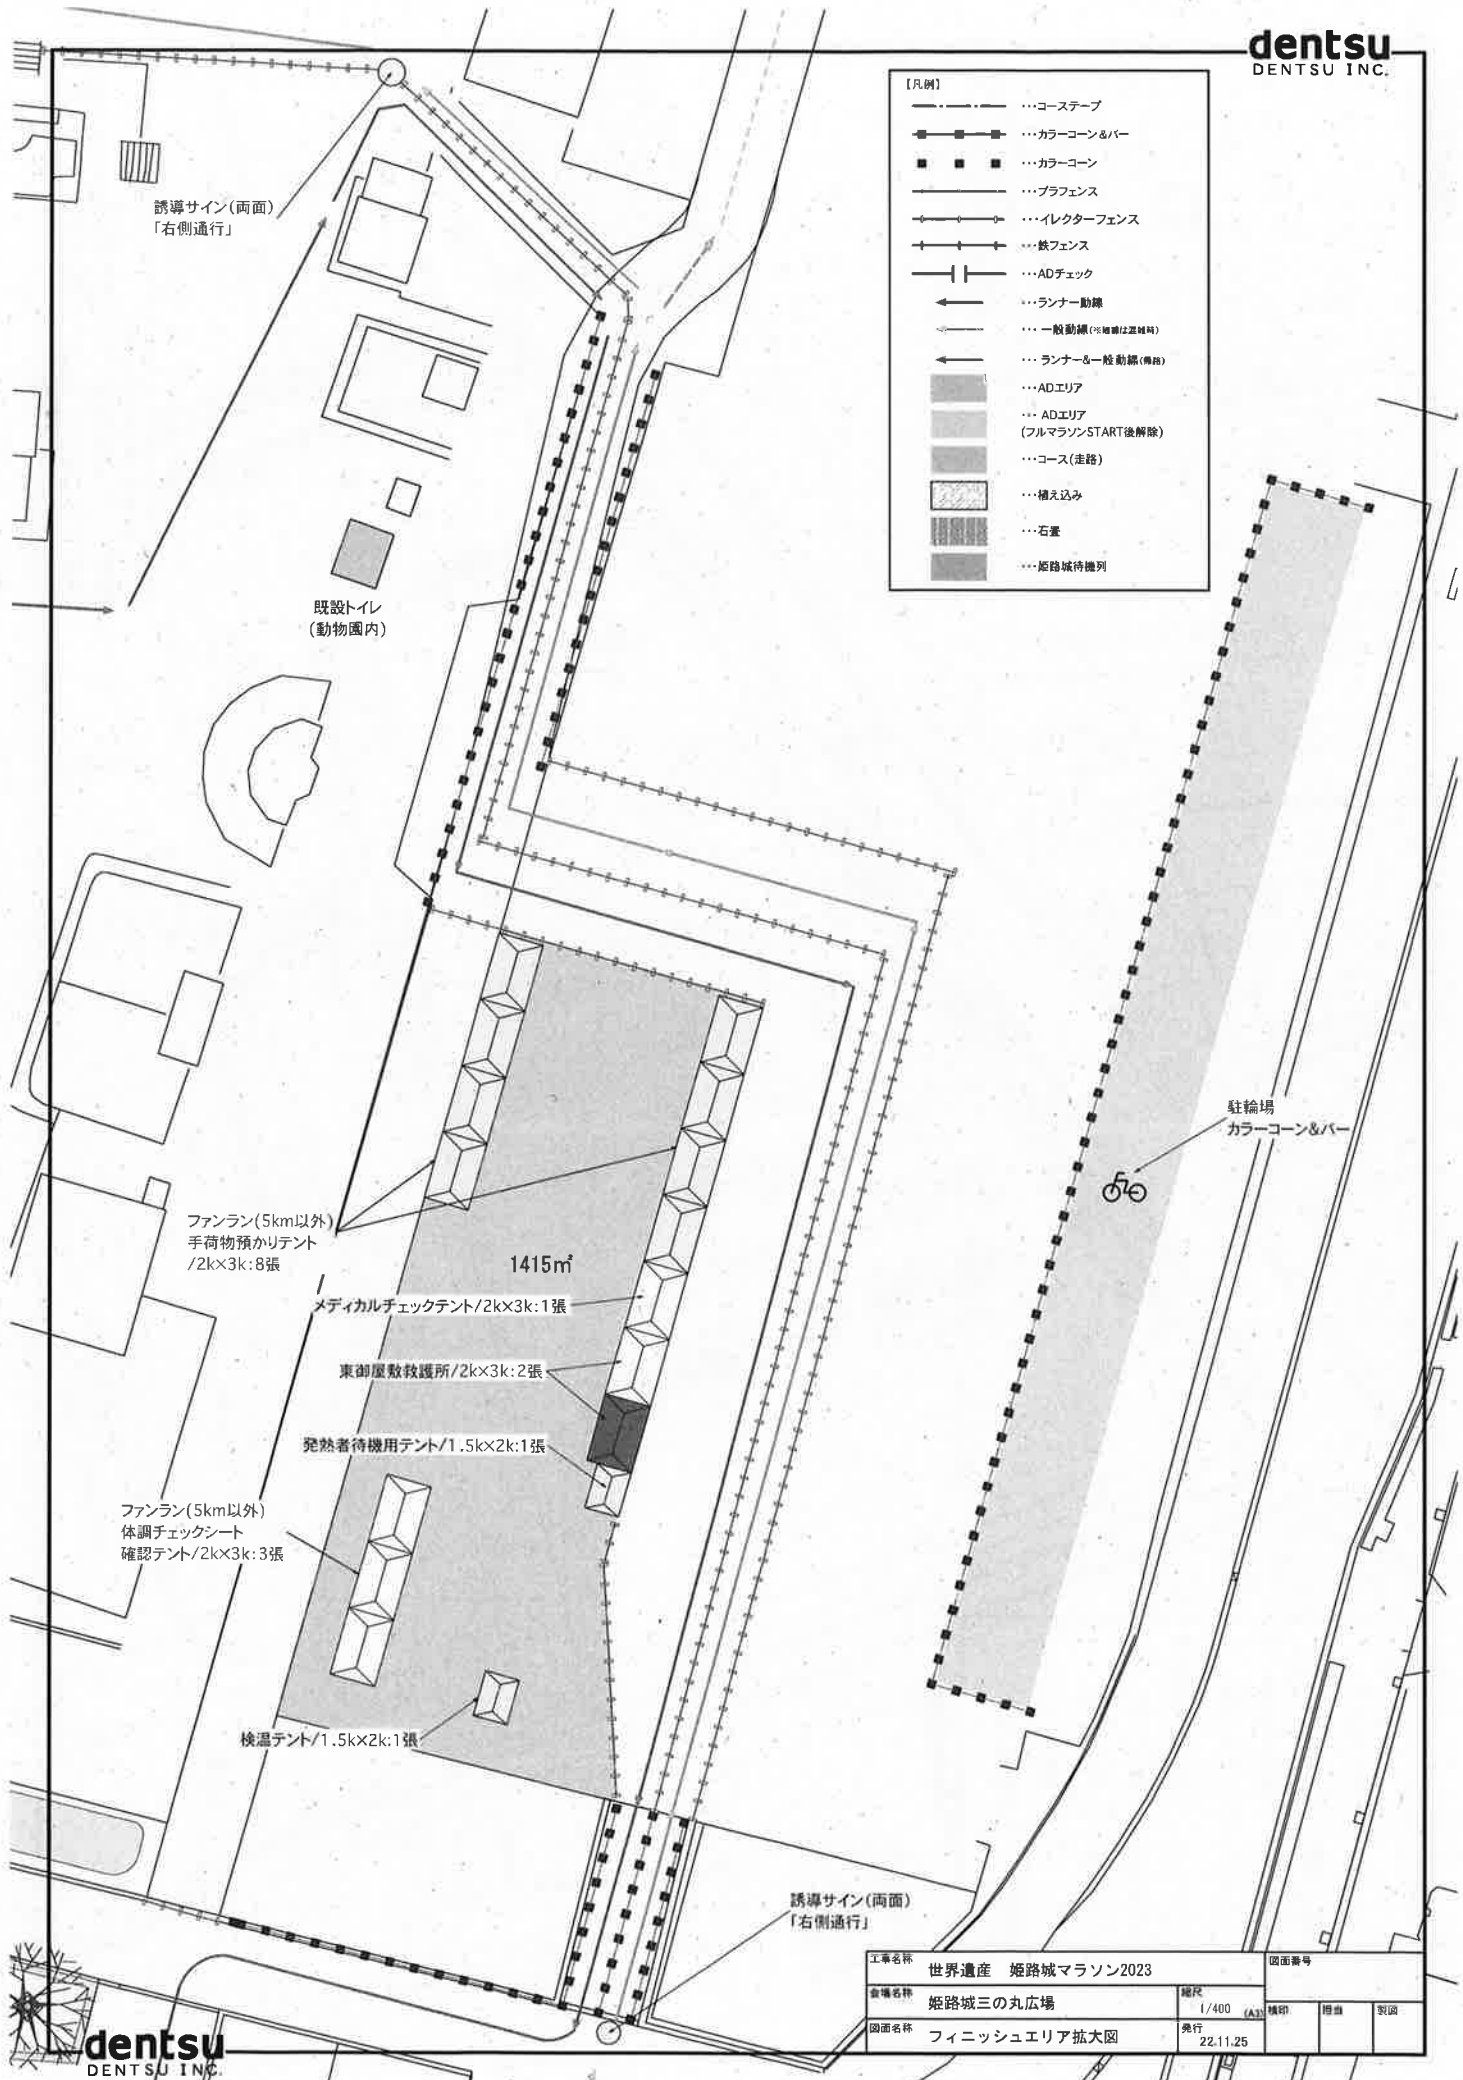 dentsu
DENTSU INC.
【凡例】
…コーステープ
…カラーコーン&バー
…カラーコーン
…プラフェンス
…イレクターフェンス
…鉄フェンス
…ADチェック
…ランナー動線
…一般動線(※細線は混雑時)
…ランナー&一般動線(帰路)
…ADエリア
…ADエリア
(フルマラソンSTART後解除)
…コース(走路)
…植え込み
…石畳
…姫路城待機列
誘導サイン(両面)
「右側通行」
既設トイレ
(動物園内)
駐輪場
カラーコーン&バー
ファンラン(5km以外)
手荷物預かりテント
/2k×3k:8張
1415㎡
メディカルチェックテント/2k×3k:1張
東御屋敷救護所/2k×3k:2張
発熱者待機用テント/1.5k×2k:1張
ファンラン(5km以外)
体調チェックシート
確認テント/2k×3k:3張
検温テント/1.5k×2k:1張
誘導サイン(両面)
「右側通行」
工事名称 世界遺産 姫路城マラソン2023 図面番号
会場名称 姫路城三の丸広場 縮尺 1/400 (A3) 検印 担当 製図
図面名称 フィニッシュエリア拡大図 発行 22.11.25
dentsu
DENTSU INC.